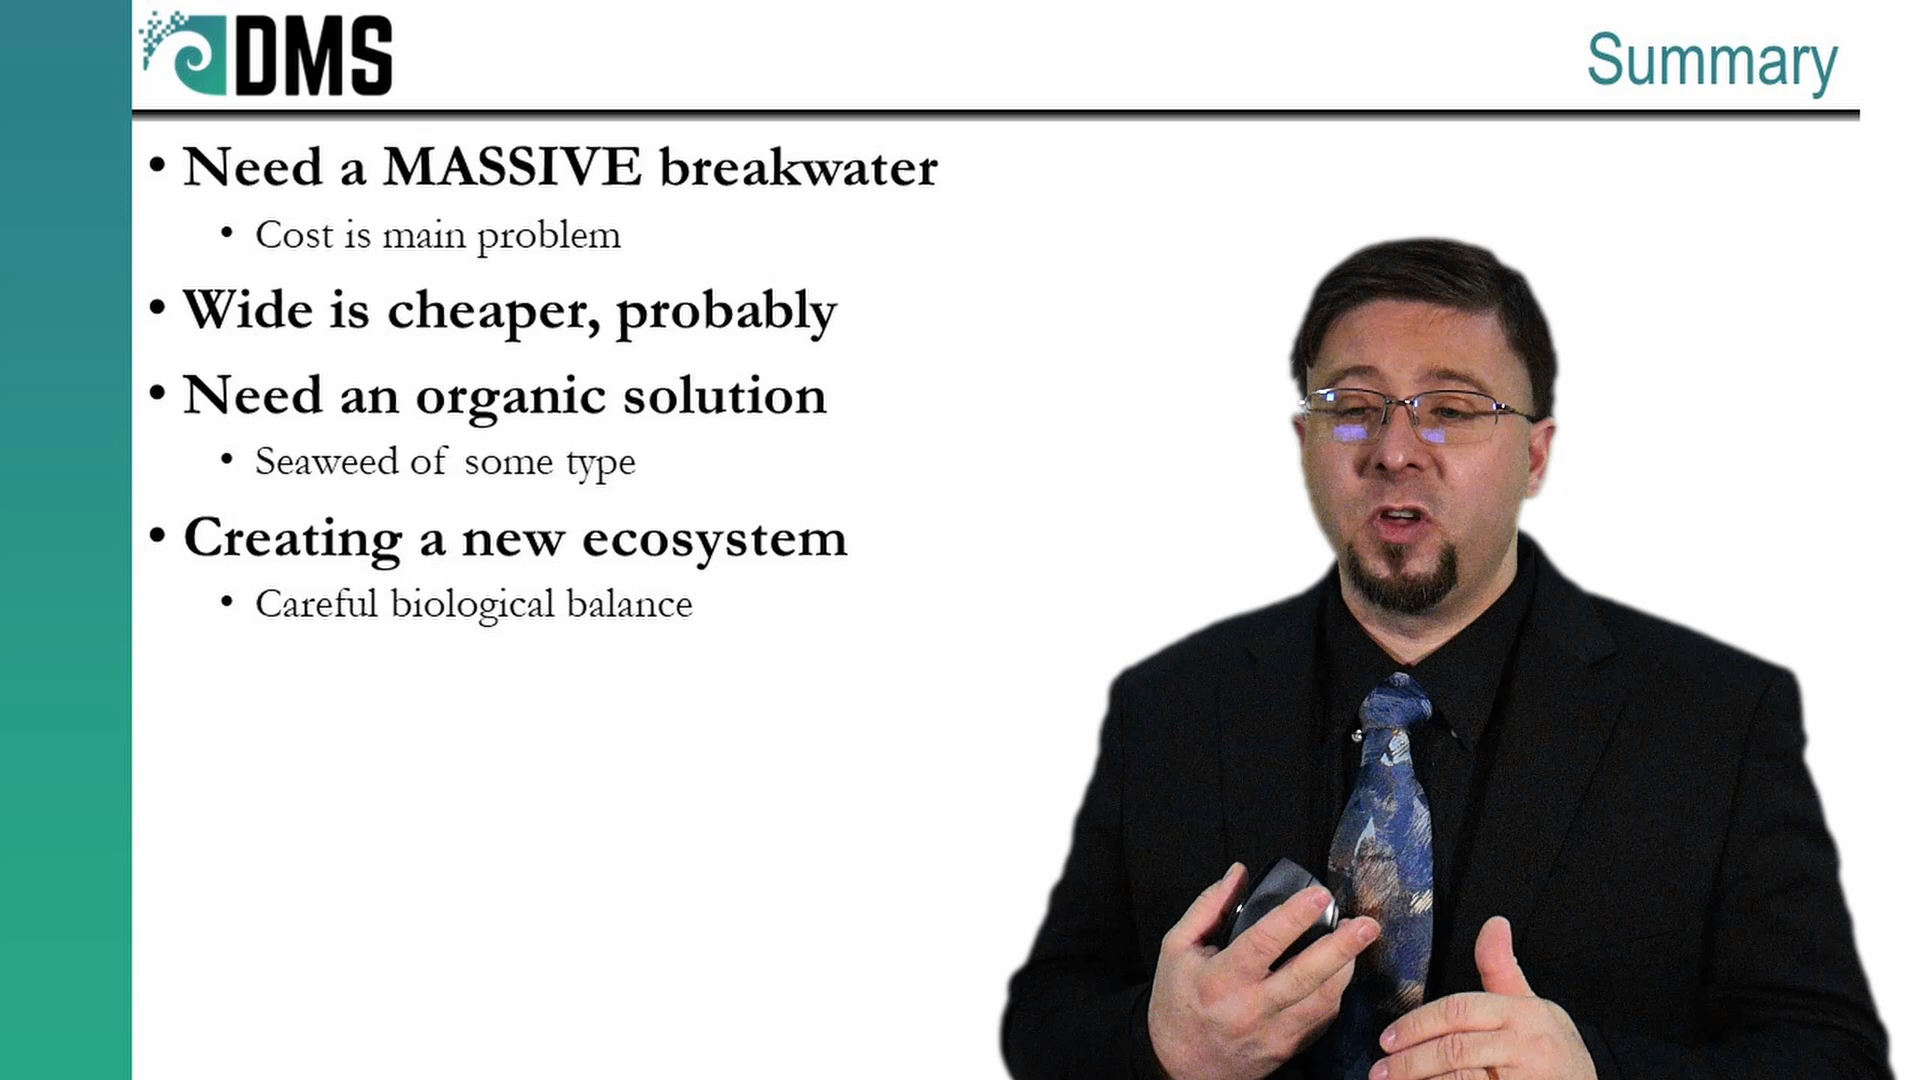 DMS
Summary
• Need a MASSIVE breakwater
• Cost is main problem
• Wide is cheaper, probably
• Need an organic solution
• Seaweed of some type
• Creating a new ecosystem
• Careful biological balance